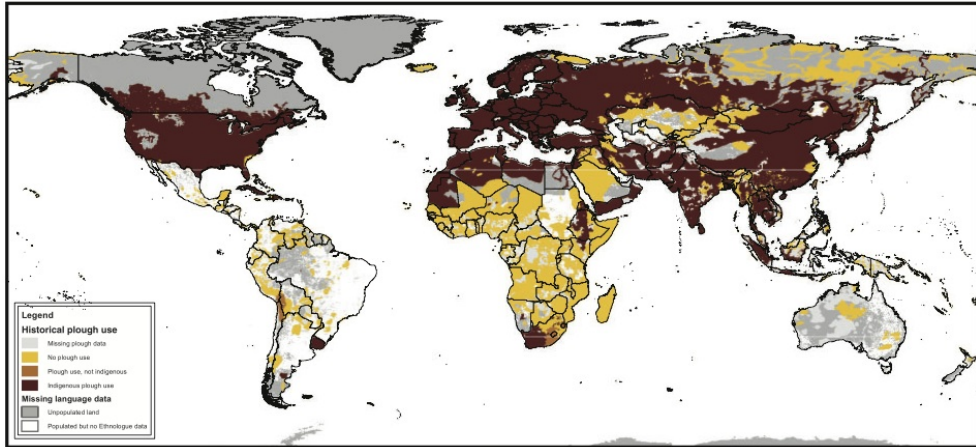 Legend
Historical plough use
Missing plough data
No plough use
Plough use, not indigenous
Indigenous plough use
Missing language data
Unpopulated land
Populated but no Ethnologue data